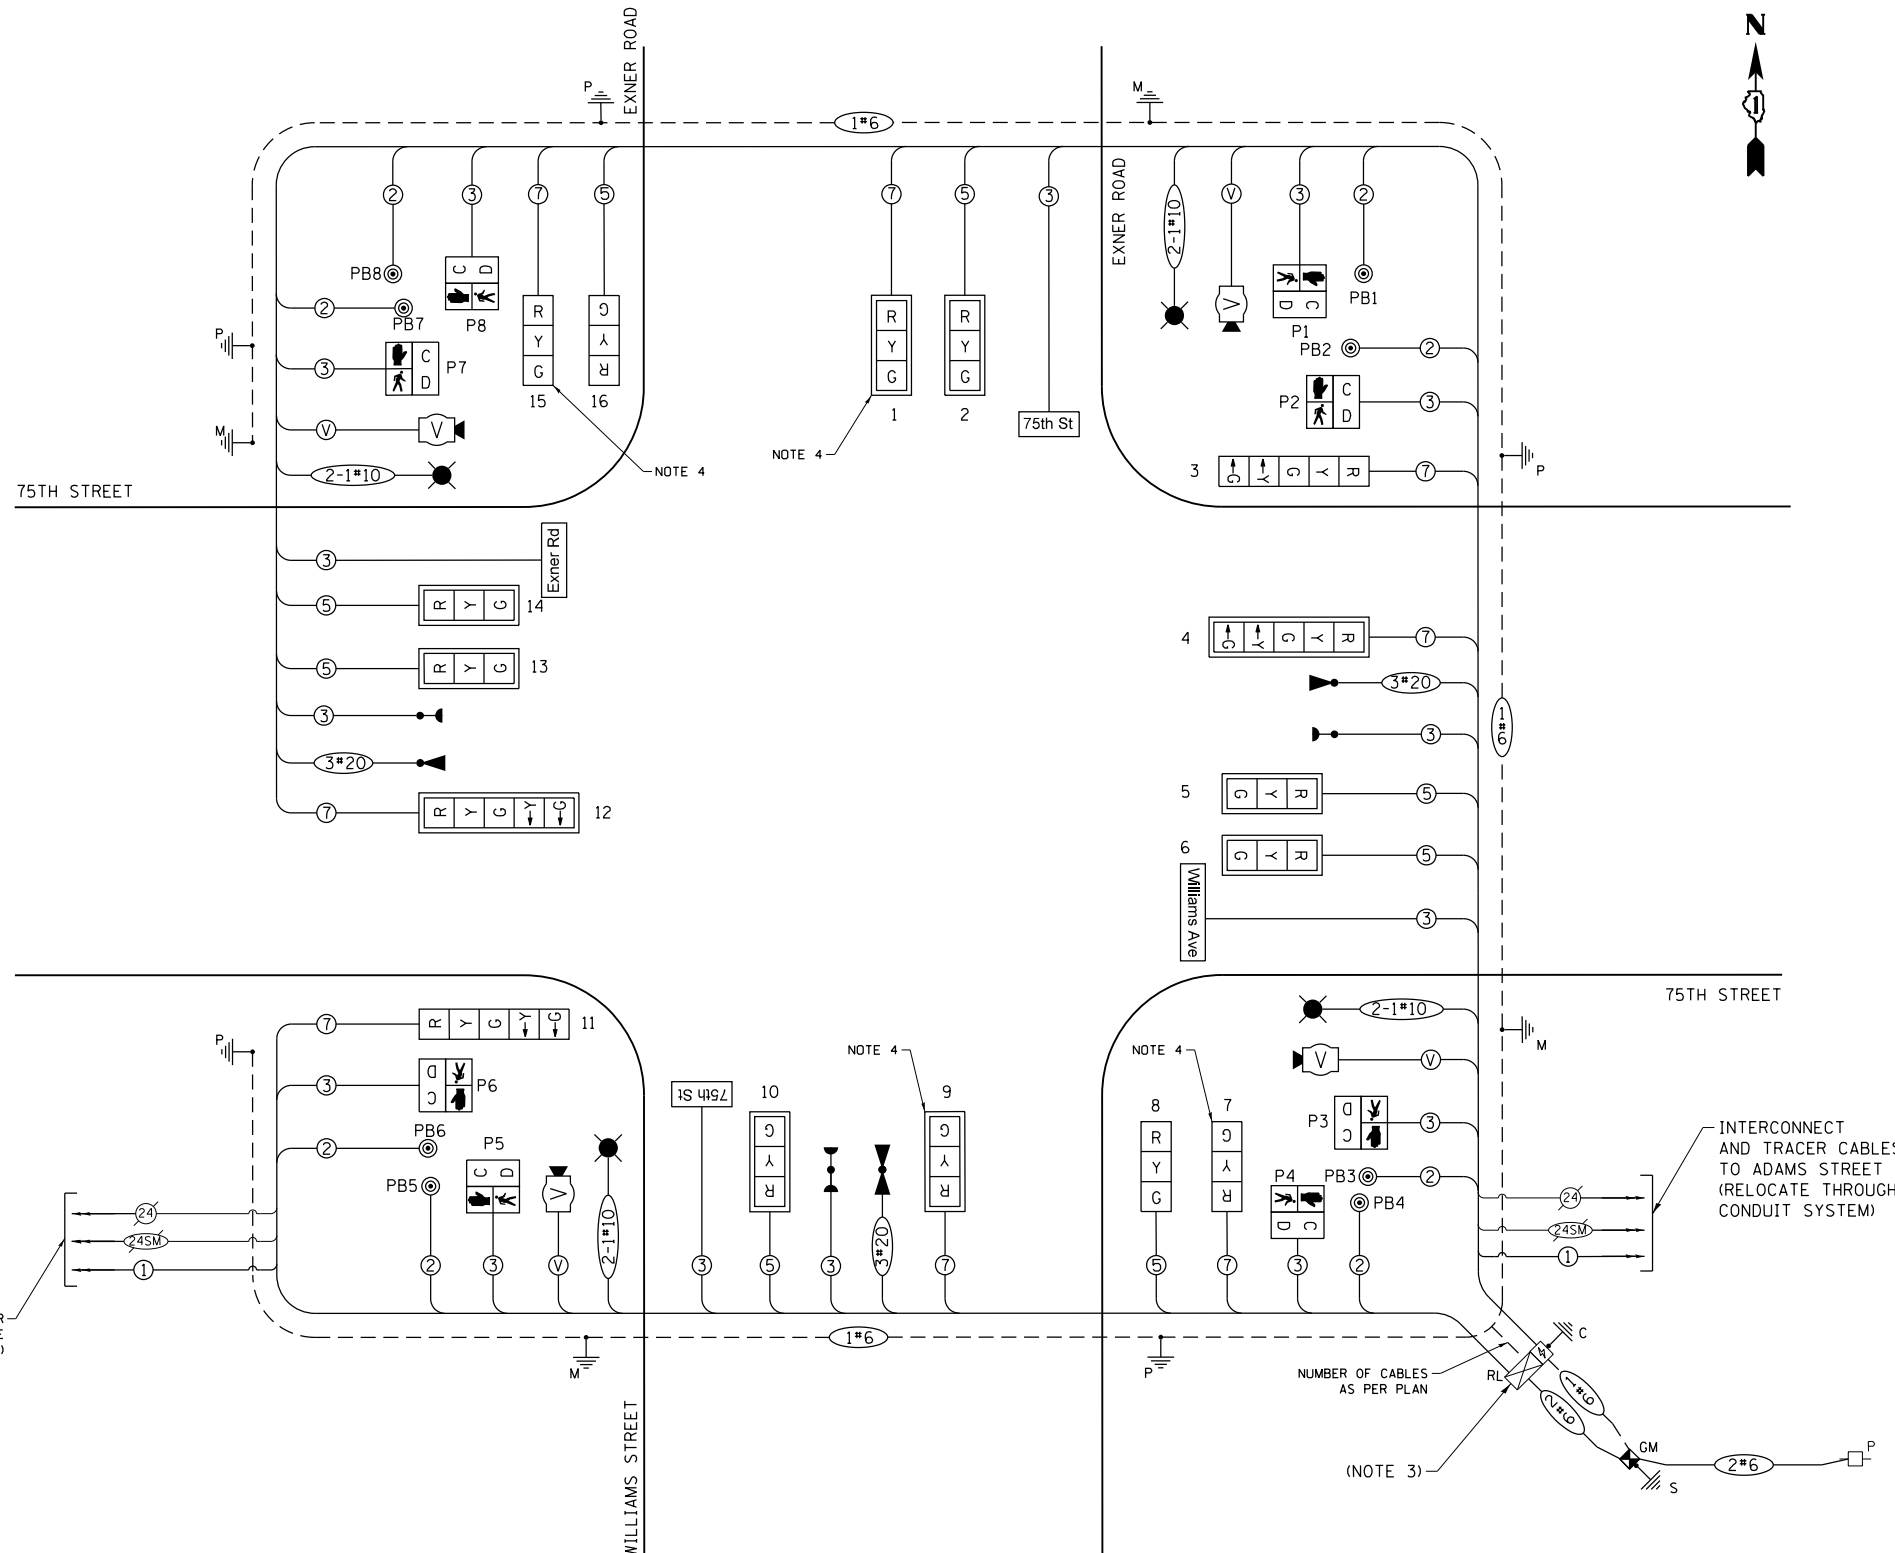 N
1
EXNER ROAD
P
1#6
M
2
3
7
5
7
5
3
EXNER ROAD
2-1#10
V
3
2
PB8
C D
P8
R
Y
G
15
G
Y
R
16
R
Y
G
1
R
Y
G
2
75th St
V
D C
P1
PB1
2
PB7
PB2
2
P
3
C
D
P7
P2
C
D
3
M
V
V
2-1#10
NOTE 4
NOTE 4
3
G Y G Y R
7
P
75TH STREET
3
Exner Rd
5
R Y G
14
4
G Y G Y R
7
5
R Y G
13
3#20
3
3
1#6
3#20
5
G Y R
5
7
R Y G Y G
12
6
G Y R
5
Williams Ave
3
75TH STREET
7
R Y G Y G
11
2-1#10
M
P
3
D
C
P6
NOTE 4
NOTE 4
V
V
75th St
10
9
8
7
P3
D
C
3
2
PB6
P5
C D
V
G
Y
R
G
Y
R
R
Y
G
G
Y
R
PB3
2
PB5
2-1#10
3#20
P4
D C
PB4
INTERCONNECT
AND TRACER CABLES
TO ADAMS STREET
(RELOCATE THROUGH
CONDUIT SYSTEM)
24
24SM
1
24
24SM
1
2
3
V
3
5
3
7
5
7
3
2
R
)
M
1#6
P
NUMBER OF CABLES
AS PER PLAN
RL
C
1#6
2#6
(NOTE 3)
GM
S
2#6
P
WILLIAMS STREET